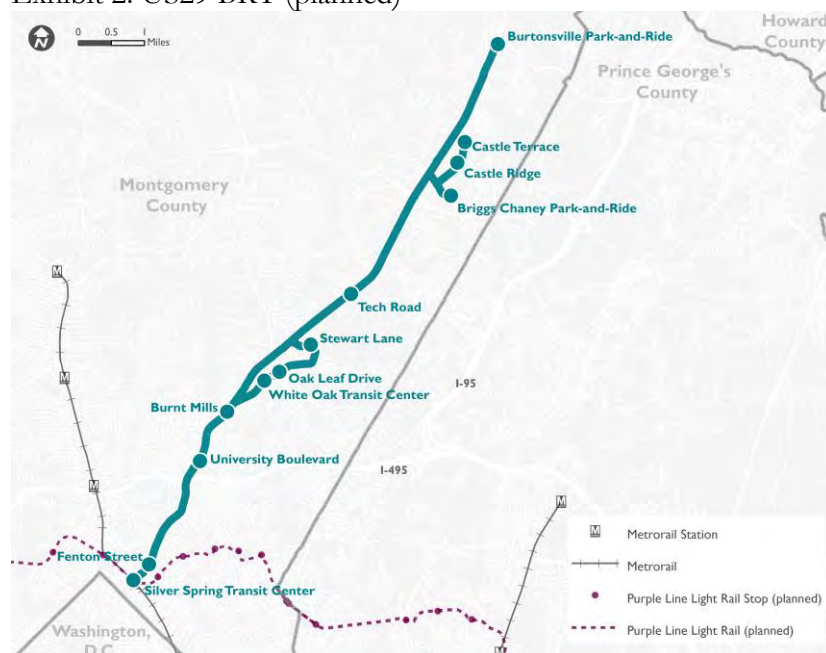 Exhibit 2: US29 BRT (planned)
N
0 0.5 1
Miles
Burtonsville Park-and-Ride
Howard
County
Prince George's
County
Castle Terrace
Castle Ridge
Montgomery
County
Briggs Chaney Park-and-Ride
M
Tech Road
Stewart Lane
M
Oak Leaf Drive
White Oak Transit Center
I-95
Burnt Mills
University Boulevard
I-495
M
M
Fenton Street
Silver Spring Transit Center
Washington,
D.C.
M
M Metrorail Station
Metrorail
Purple Line Light Rail Stop (planned)
Purple Line Light Rail (planned)